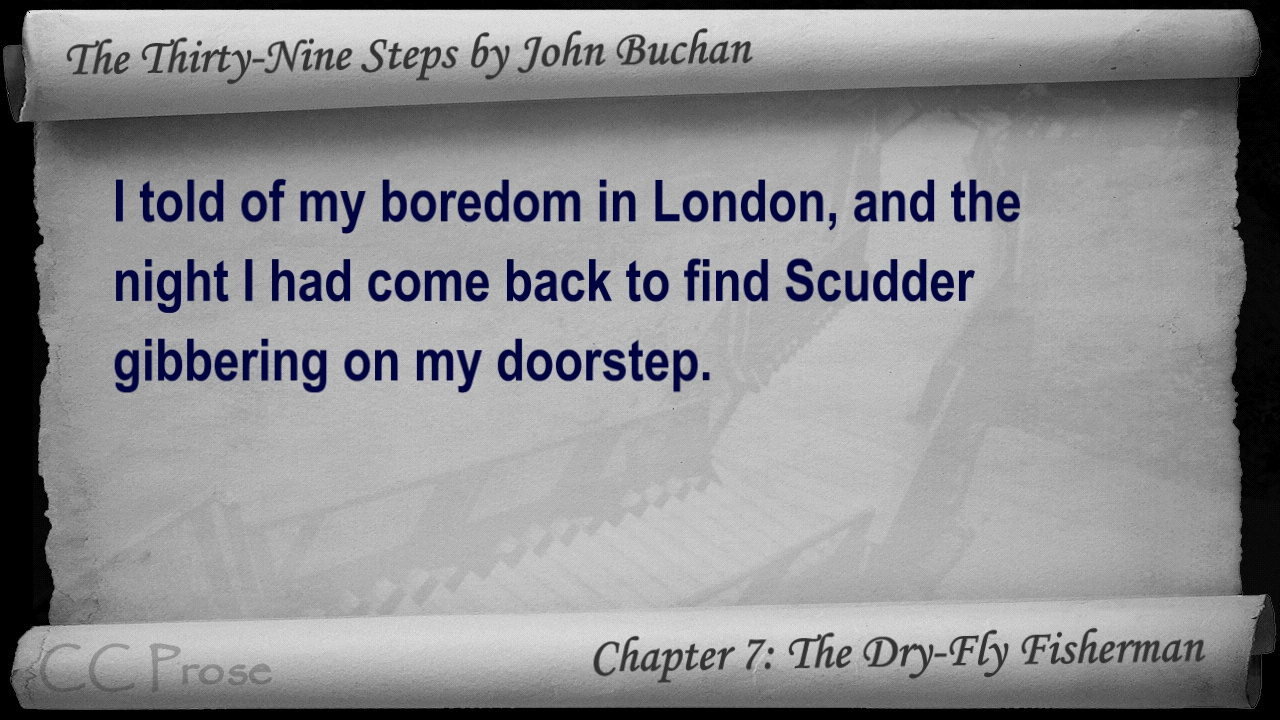 The Thirty-Nine Steps by John Buchan
I told of my boredom in London, and the
night I had come back to find Scudder
gibbering on my doorstep.
CC Prose
Chapter 7: The Dry-Fly Fisherman